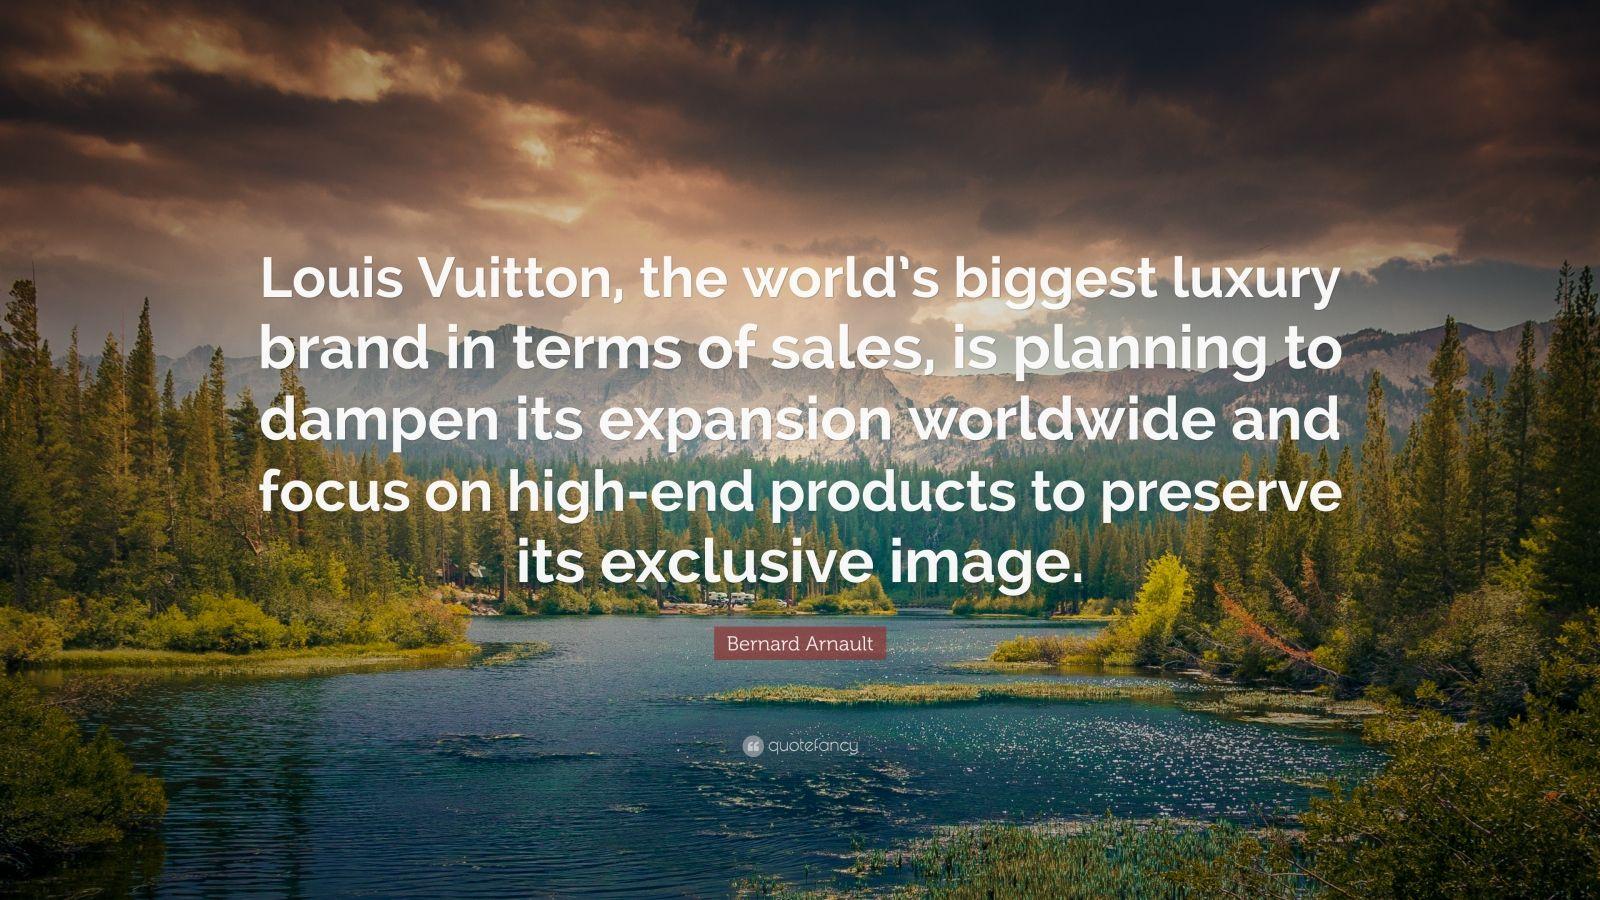 Louis Vuitton, the world’s biggest luxury
brand in terms of sales, is planning to
dampen its expansion worldwide and
focus on high-end products to preserve
its exclusive image.
Bernard Arnault
quotefancy